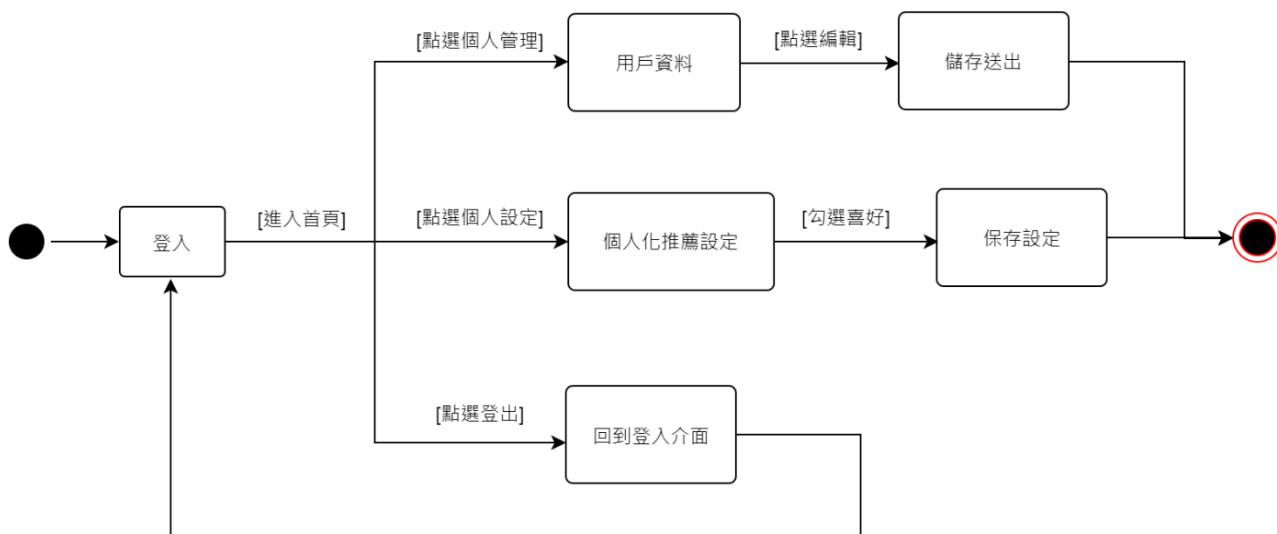 [點選個人管理]
用戶資料
[點選編輯]
儲存送出
登入
[進入首頁]
[點選個人設定]
個人化推薦設定
[勾選喜好]
保存設定
[點選登出]
回到登入介面